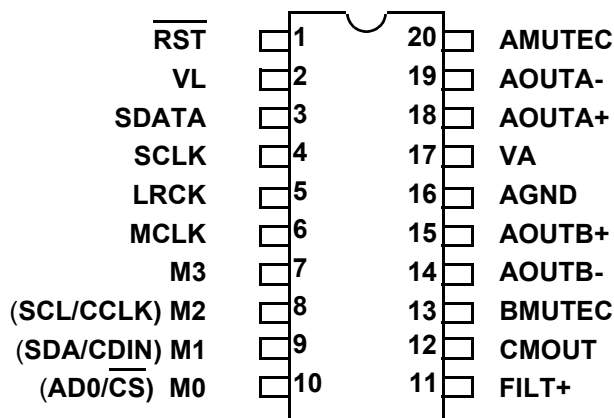 RST 1 20 AMUTEC
VL 2 19 AOUTA-
SDATA 3 18 AOUTA+
SCLK 4 17 VA
LRCK 5 16 AGND
MCLK 6 15 AOUTB+
M3 7 14 AOUTB-
(SCL/CCLK) M2 8 13 BMUTEC
(SDA/CDIN) M1 9 12 CMOUT
(AD0/CS) M0 10 11 FILT+